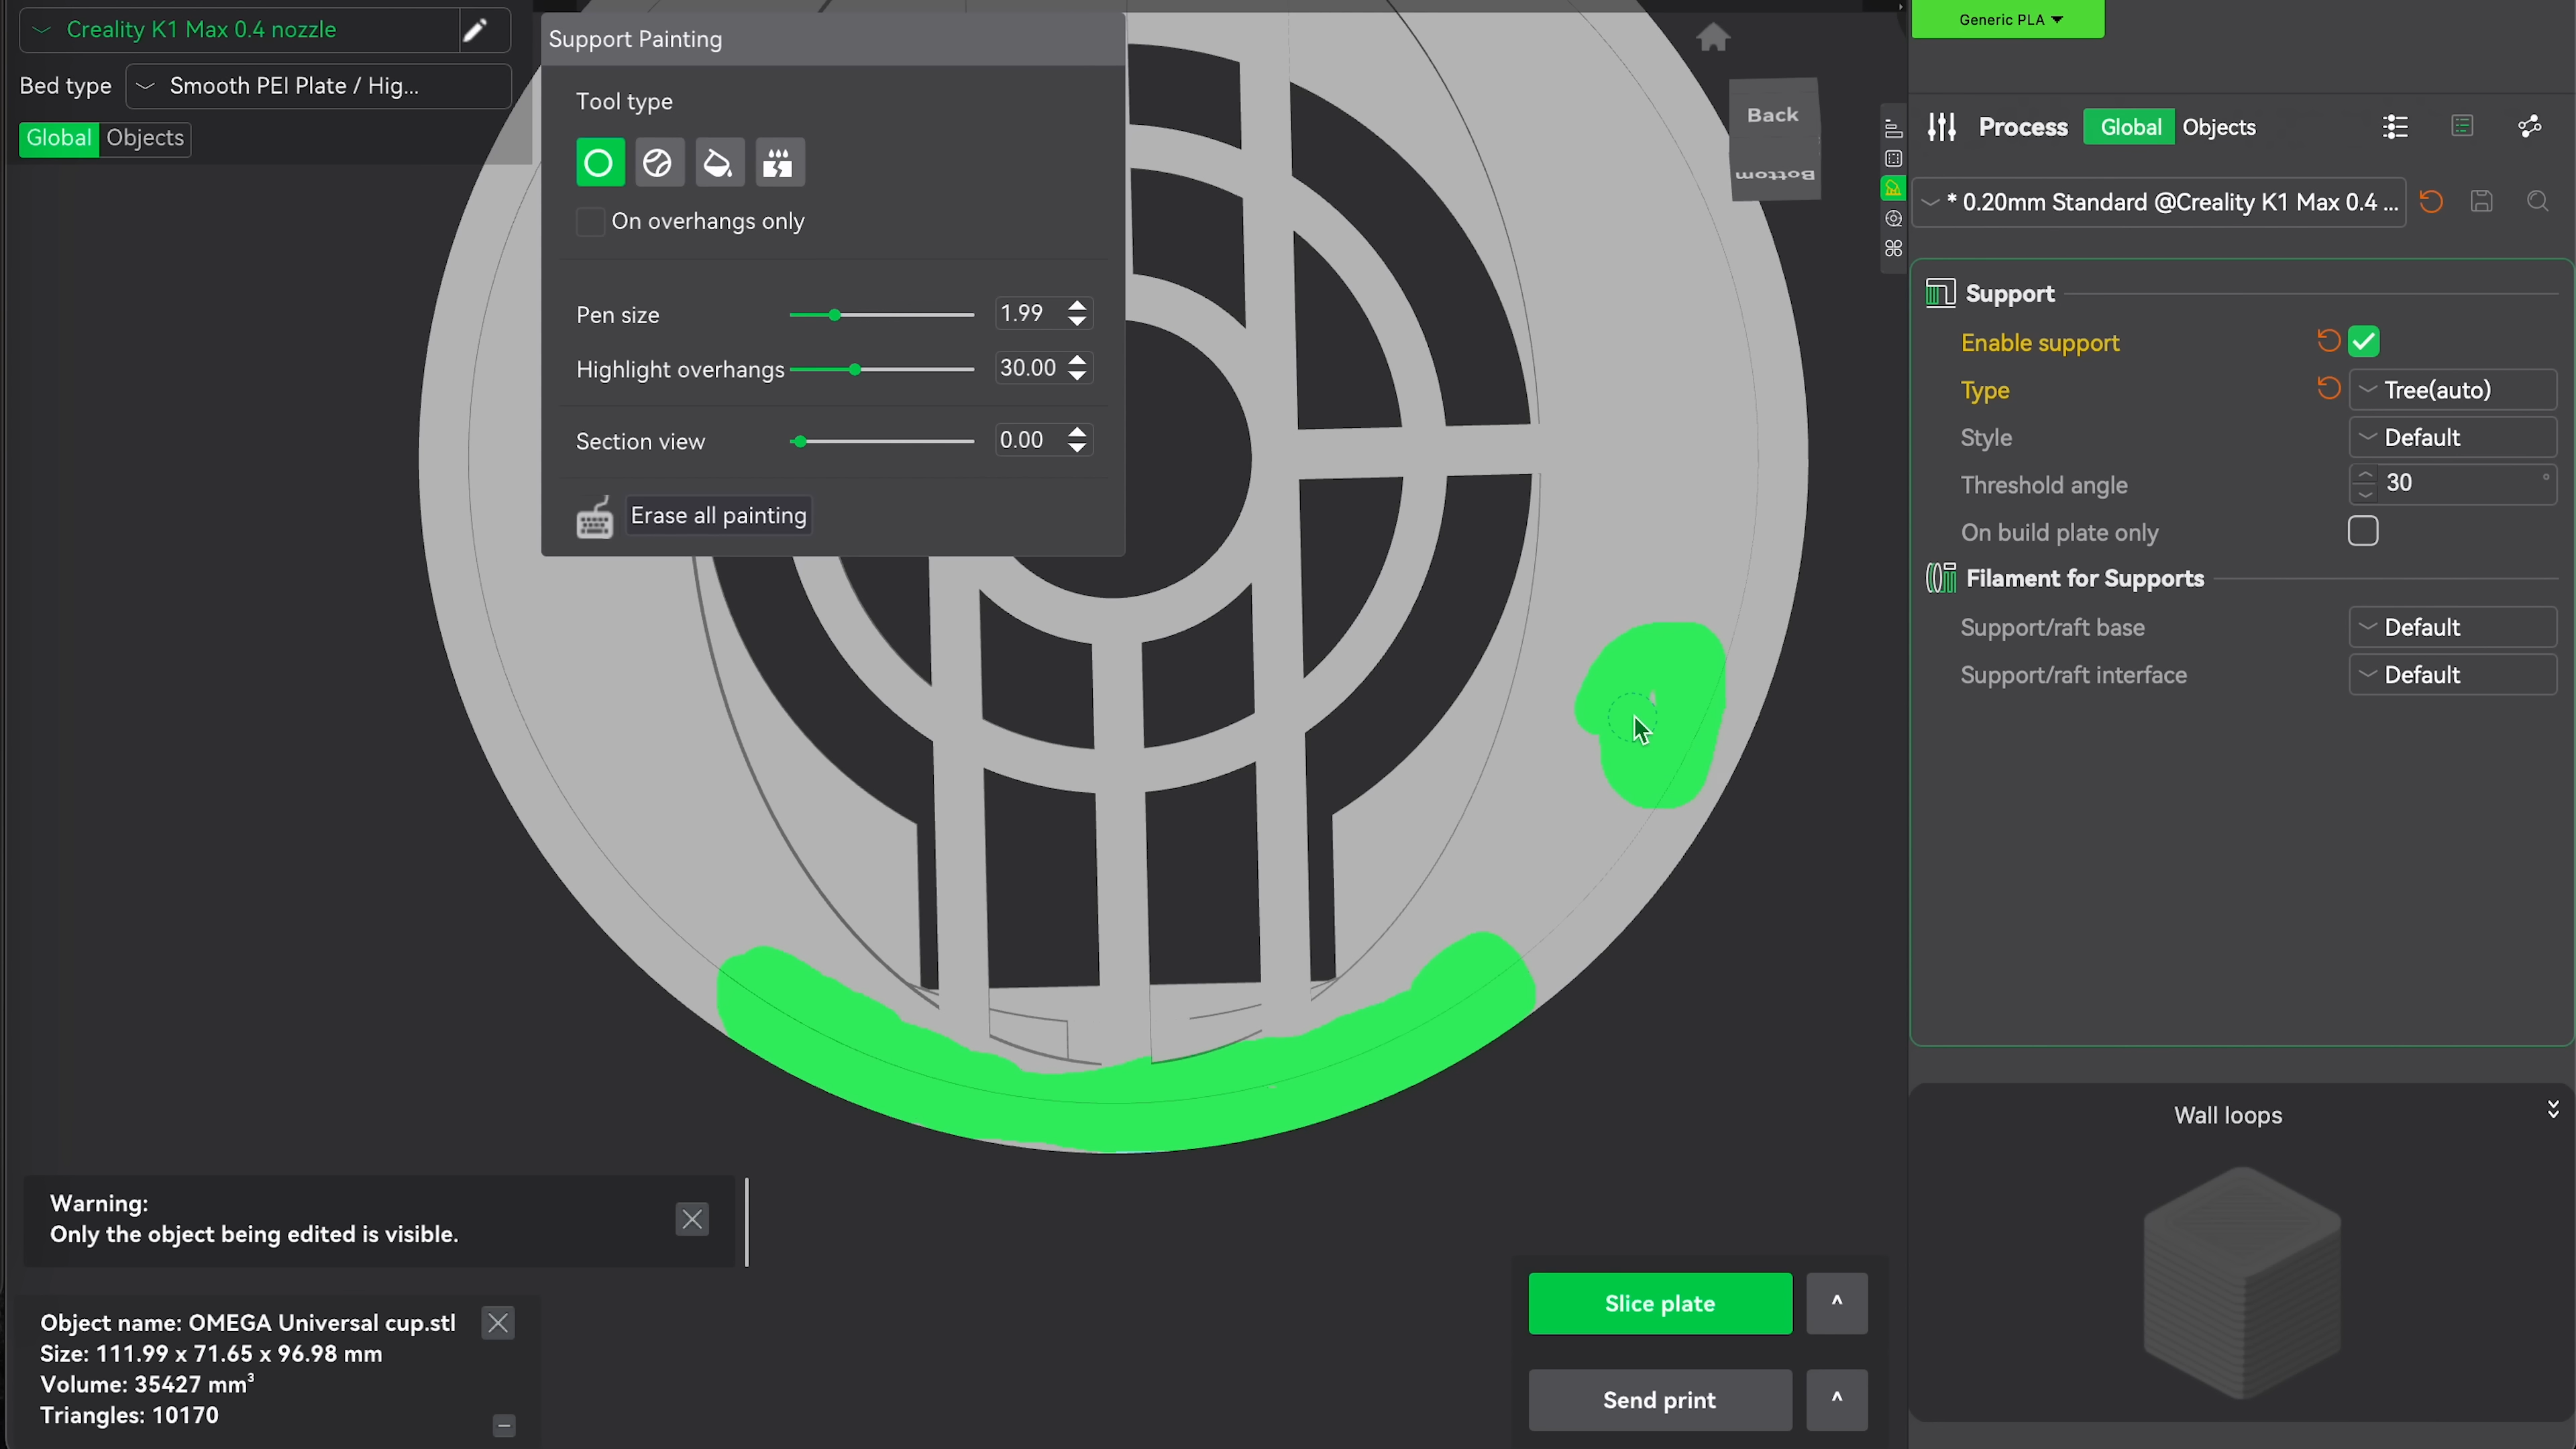 Creality K1 Max 0.4 nozzle
Bed type
Smooth PEI Plate / Hig...
Global
Objects
Support Painting
Tool type
On overhangs only
Pen size
1.99
Highlight overhangs
30.00
Section view
0.00
Erase all painting
Back
Bottom
Generic PLA
Process
Global
Objects
* 0.20mm Standard @Creality K1 Max 0.4 ...
Support
Enable support
Type
Tree(auto)
Style
Default
Threshold angle
30 °
On build plate only
Filament for Supports
Support/raft base
Default
Support/raft interface
Default
Wall loops
Warning:
Only the object being edited is visible.
Object name: OMEGA Universal cup.stl
Size: 111.99 x 71.65 x 96.98 mm
Volume: 35427 mm³
Triangles: 10170
Slice plate
Send print